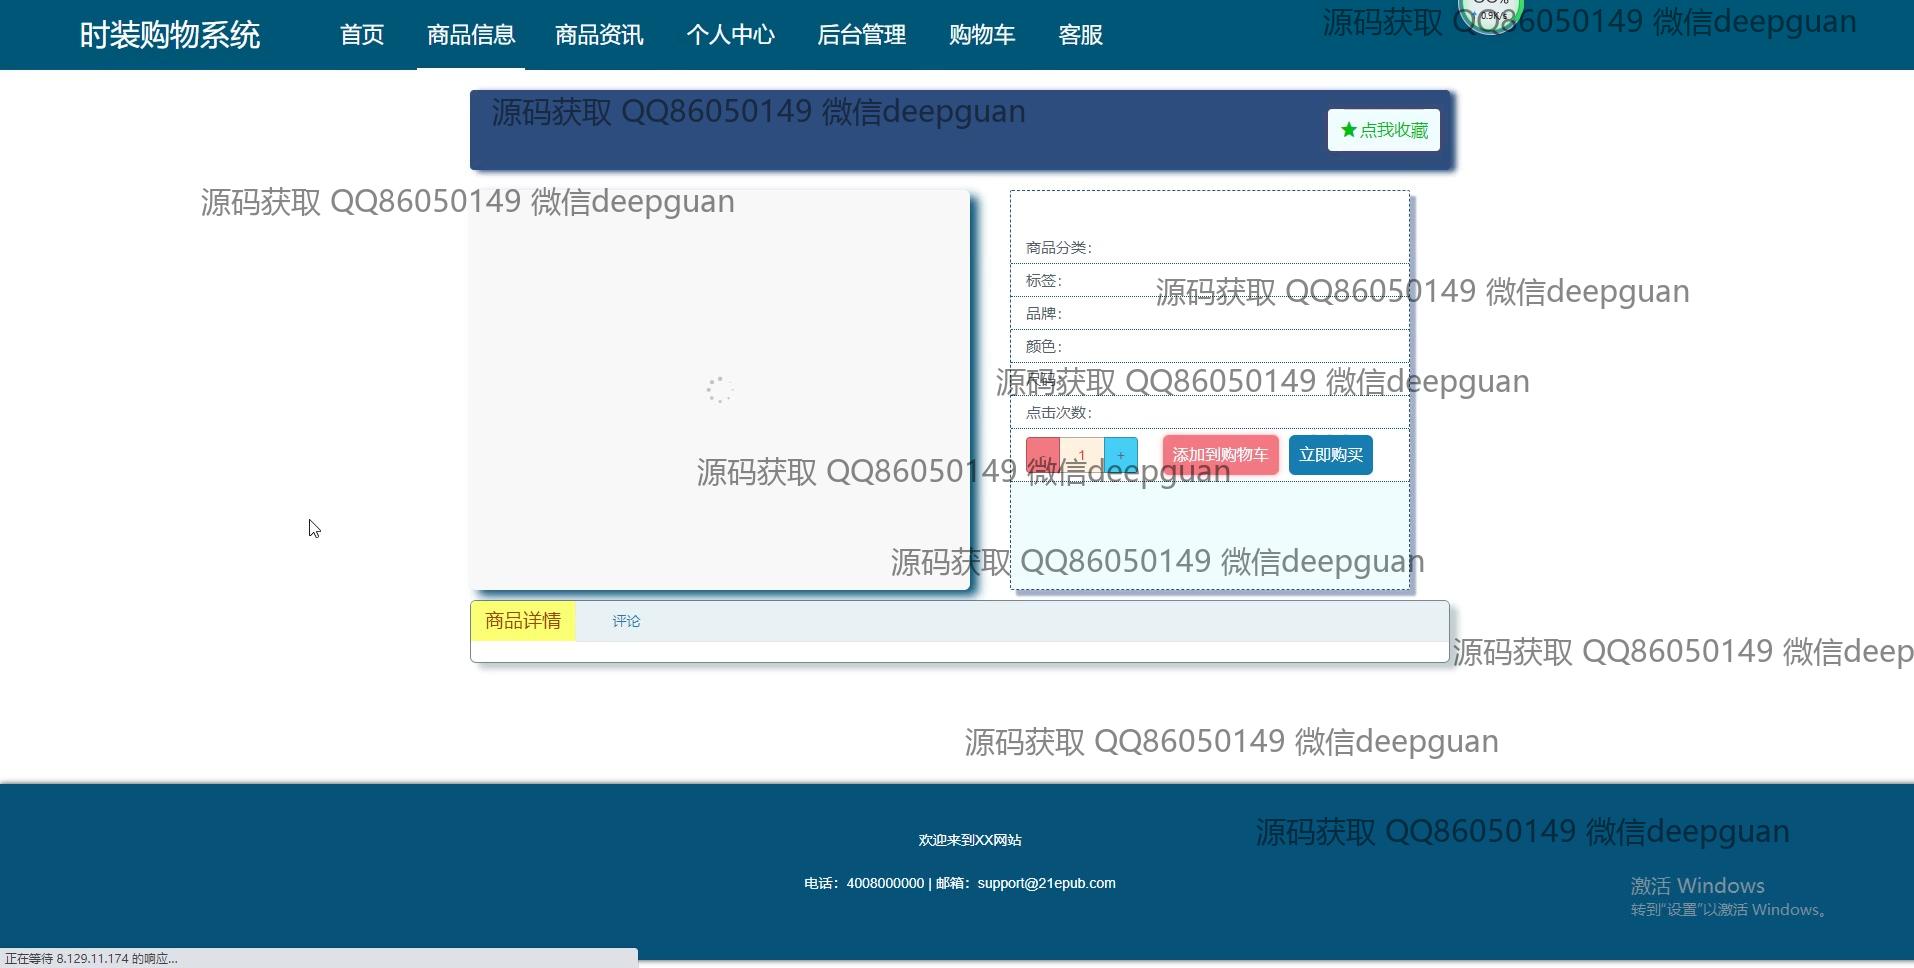 时装购物系统
首页 商品信息 商品资讯 个人中心 后台管理 购物车 客服
源码获取 QQ86050149 微信deepguan
源码获取 QQ86050149 微信deepguan
点我收藏
源码获取 QQ86050149 微信deepguan
商品分类：
标签：
源码获取 QQ86050149 微信deepguan
品牌：
颜色：
尺码：
源码获取 QQ86050149 微信deepguan
点击次数：
- 1 + 添加到购物车 立即购买
源码获取 QQ86050149 微信deepguan
源码获取 QQ86050149 微信deepguan
商品详情 评论
源码获取 QQ86050149 微信deep
源码获取 QQ86050149 微信deepguan
源码获取 QQ86050149 微信deepguan
欢迎来到XX网站
电话：4008000000 | 邮箱：support@21epub.com
激活 Windows
转到"设置"以激活 Windows。
正在等待 8.129.11.174 的响应...